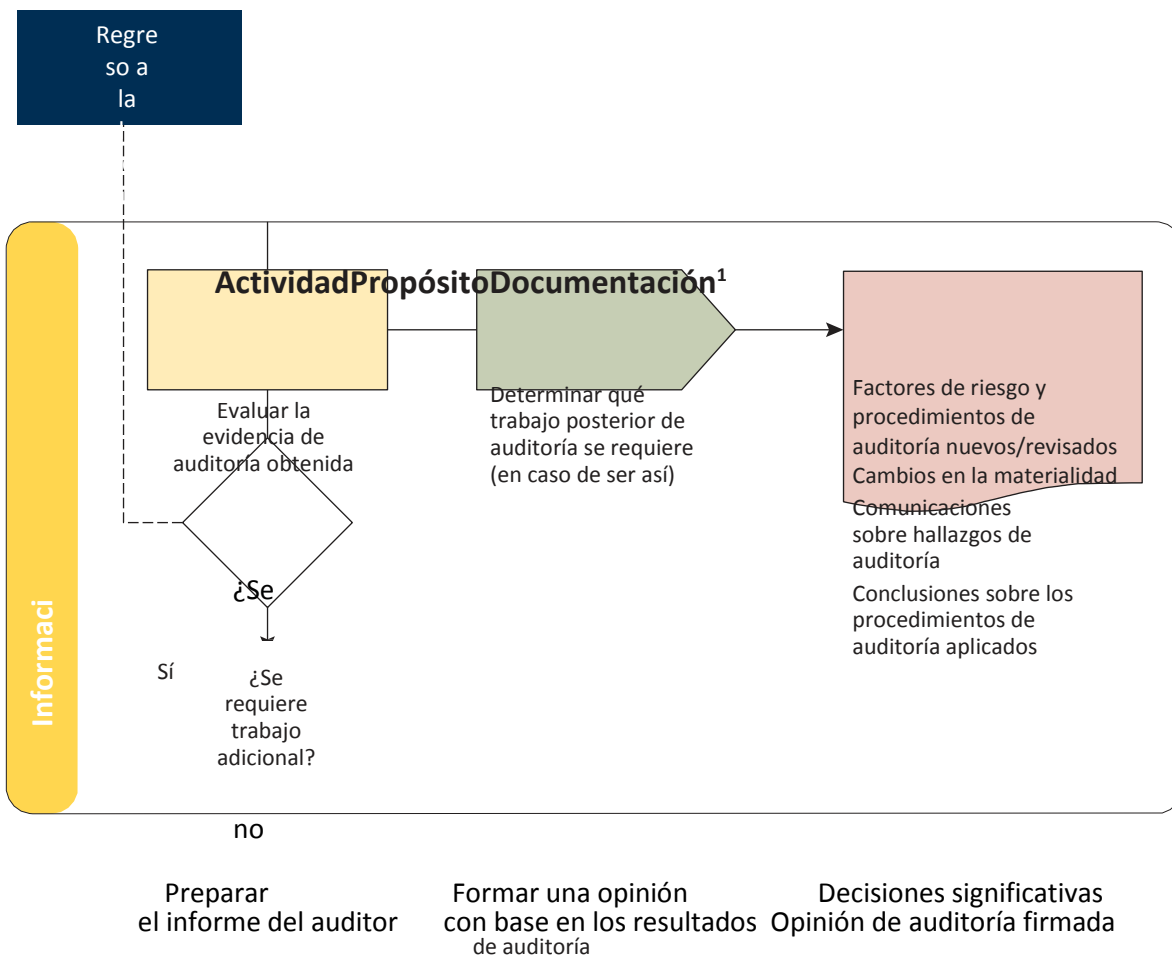 Regre
so a
la
ActividadPropósitoDocumentación¹
Evaluar la
evidencia de
auditoría obtenida
Determinar qué
trabajo posterior de
auditoría se requiere
(en caso de ser así)
Factores de riesgo y
procedimientos de
auditoría nuevos/revisados
Cambios en la materialidad
Comunicaciones
sobre hallazgos de
auditoría
Conclusiones sobre los
procedimientos de
auditoría aplicados
¿Se
Sí
¿Se
requiere
trabajo
adicional?
Informaci
no
Preparar
el informe del auditor
Formar una opinión
con base en los resultados
de auditoría
Decisiones significativas
Opinión de auditoría firmada